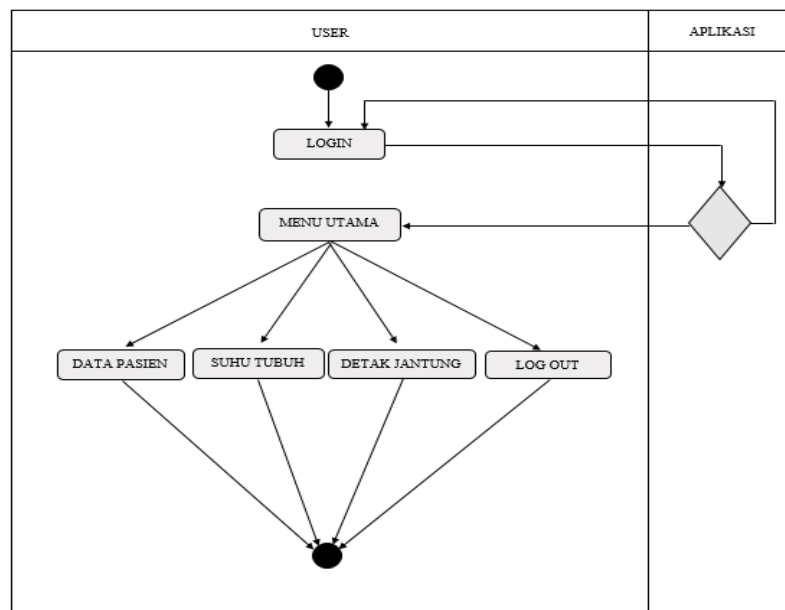 USER
APLIKASI
LOGIN
MENU UTAMA
DATA PASIEN
SUHU TUBUH
DETAK JANTUNG
LOG OUT